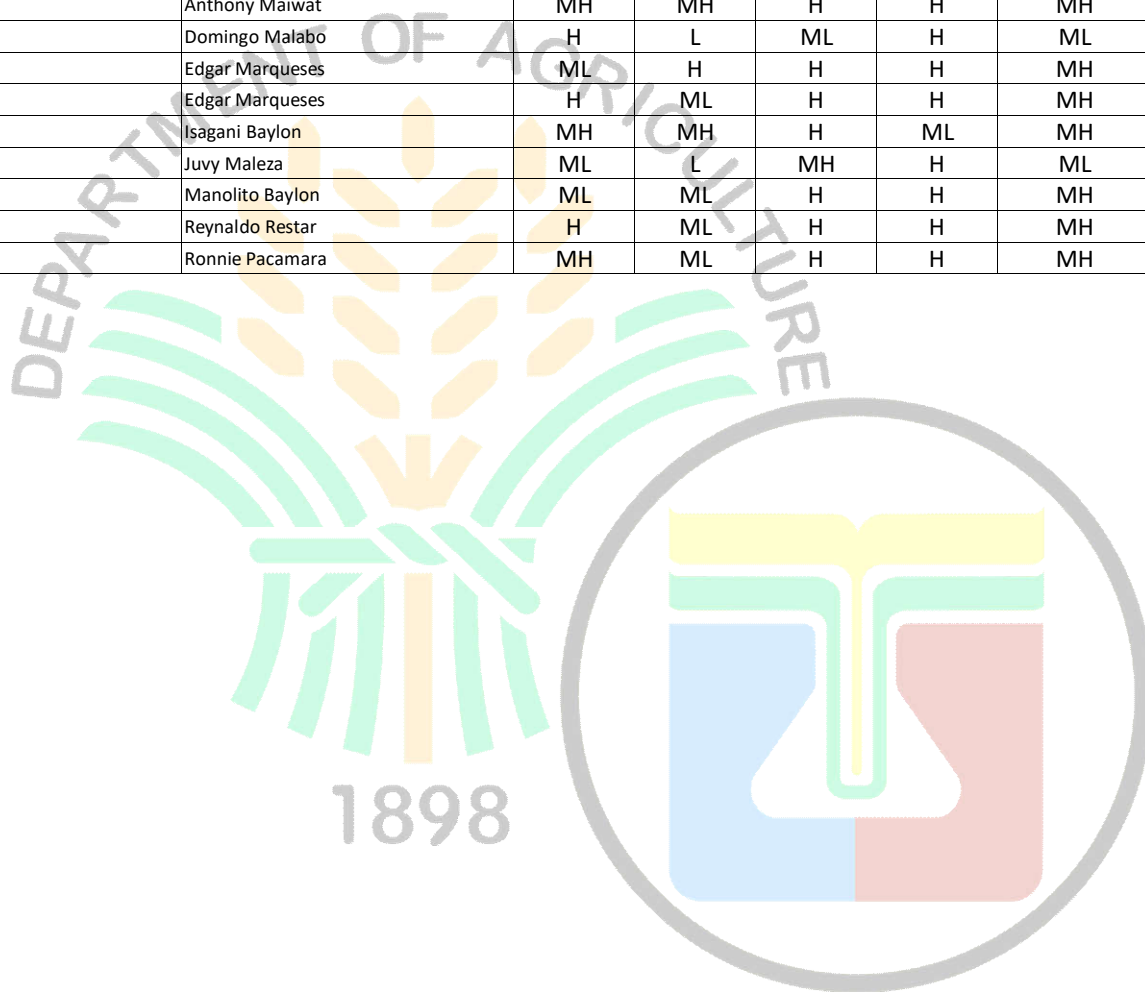 Anthony Maiwat MH MH H H MH
Domingo Malabo H L ML H ML
Edgar Marqueses ML H H H MH
Edgar Marqueses H ML H H MH
Isagani Baylon MH MH H ML MH
Juvy Maleza ML L MH H ML
Manolito Baylon ML ML H H MH
Reynaldo Restar H ML H H MH
Ronnie Pacamara MH ML H H MH
DEPARTMENT OF AGRICULTURE
1898